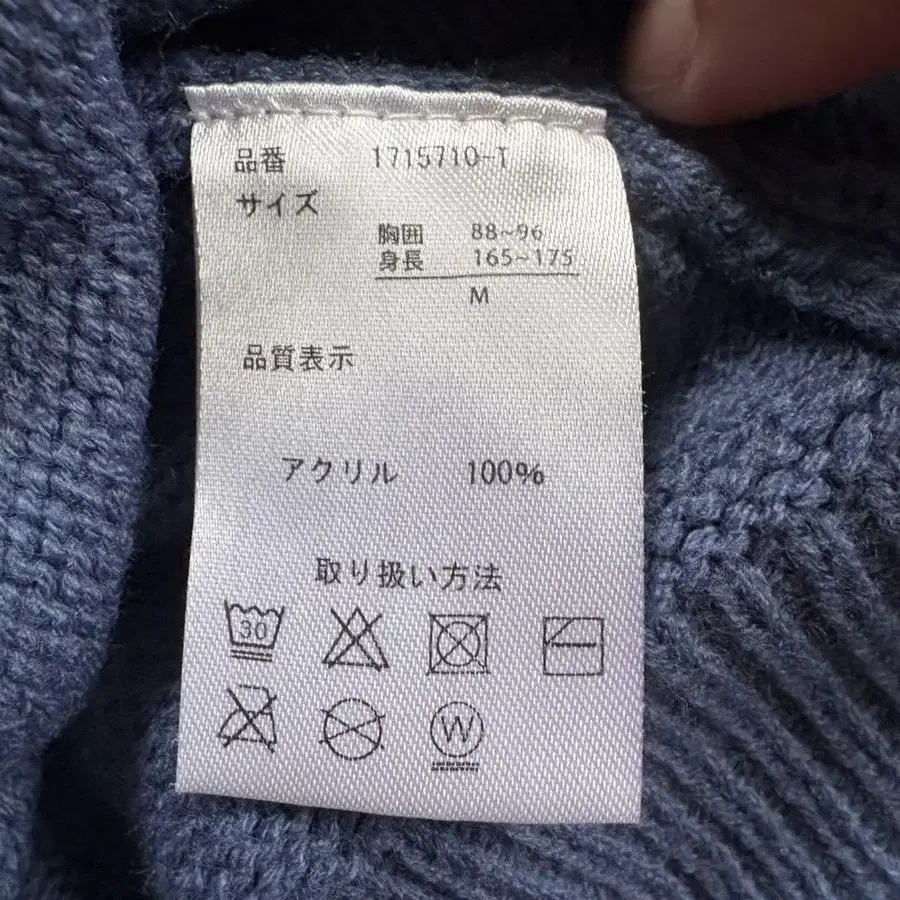 品番 1715710-T
サイズ
胸囲 88~96
身長 165~175
M
品質表示
アクリル 100%
取り扱い方法
30
W